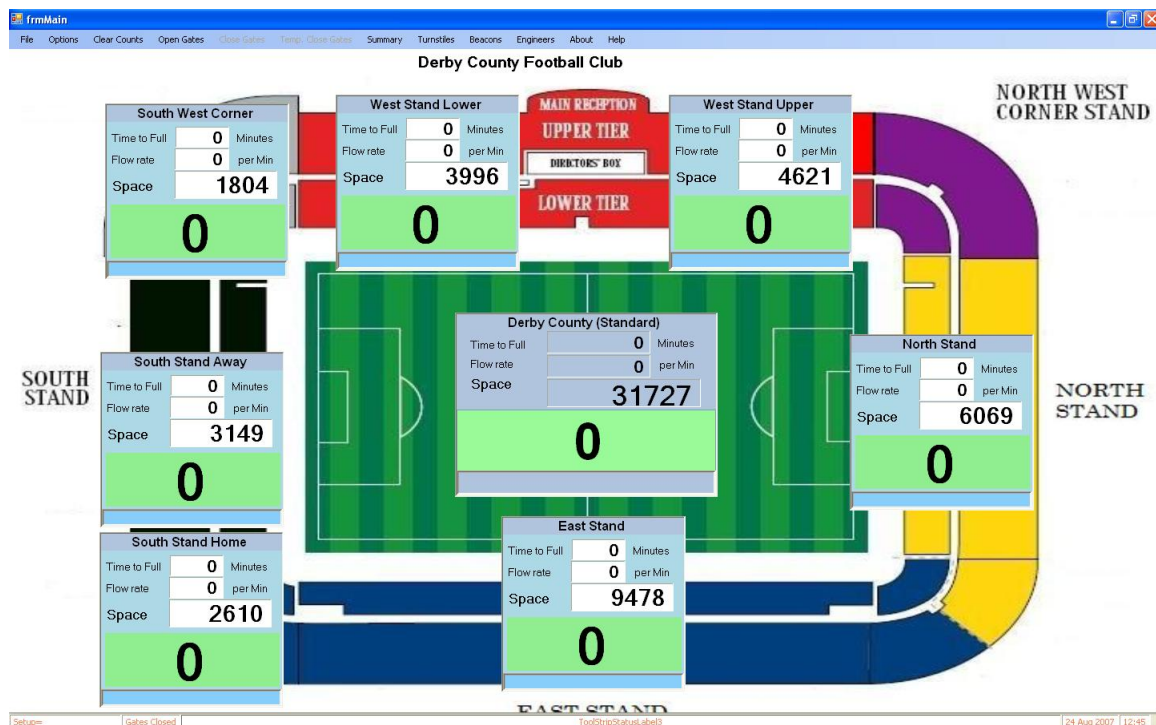 frmMain
File Options Clear Counts Open Gates Close Gates Temp. Close Gates Summary Turnstiles Beacons Engineers About Help
Derby County Football Club
South West Corner
Time to Full 0 Minutes
Flow rate 0 per Min
Space 1804
0
West Stand Lower
Time to Full 0 Minutes
Flow rate 0 per Min
Space 3996
0
MAIN RECEPTION
UPPER TIER
DIRECTORS' BOX
LOWER TIER
West Stand Upper
Time to Full 0 Minutes
Flow rate 0 per Min
Space 4621
0
NORTH WEST
CORNER STAND
SOUTH
STAND
South Stand Away
Time to Full 0 Minutes
Flow rate 0 per Min
Space 3149
0
Derby County (Standard)
Time to Full 0 Minutes
Flow rate 0 per Min
Space 31727
0
North Stand
Time to Full 0 Minutes
Flow rate 0 per Min
Space 6069
0
NORTH
STAND
South Stand Home
Time to Full 0 Minutes
Flow rate 0 per Min
Space 2610
0
East Stand
Time to Full 0 Minutes
Flow rate 0 per Min
Space 9478
0
EAST STAND
Setup= Gates Closed ToolStripStatusLabel3 24 Aug 2007 12:45